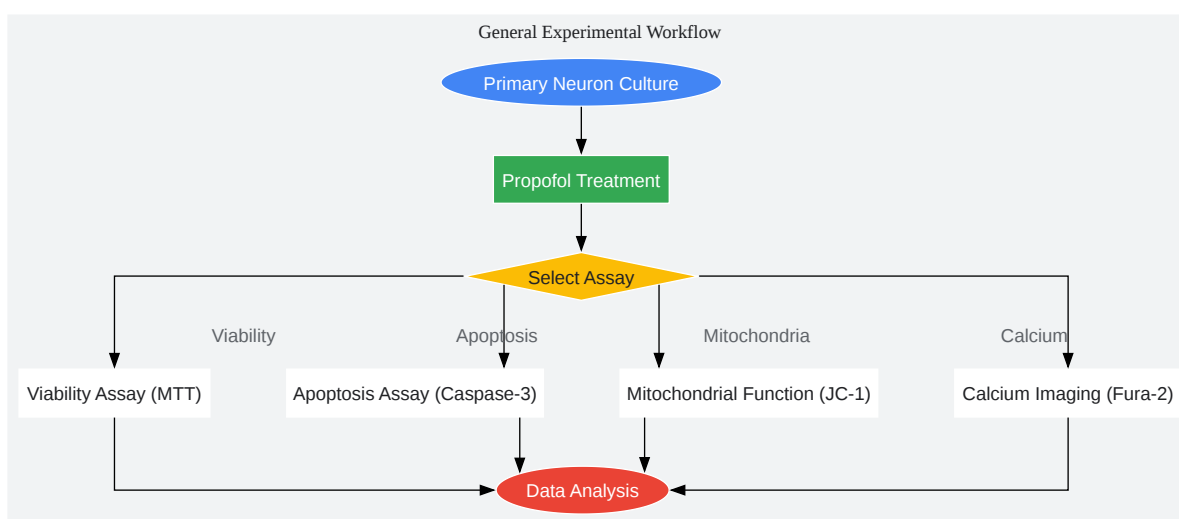 General Experimental Workflow
Primary Neuron Culture
Propofol Treatment
Select Assay
Viability
Apoptosis
Mitochondria
Calcium
Viability Assay (MTT)
Apoptosis Assay (Caspase-3)
Mitochondrial Function (JC-1)
Calcium Imaging (Fura-2)
Data Analysis